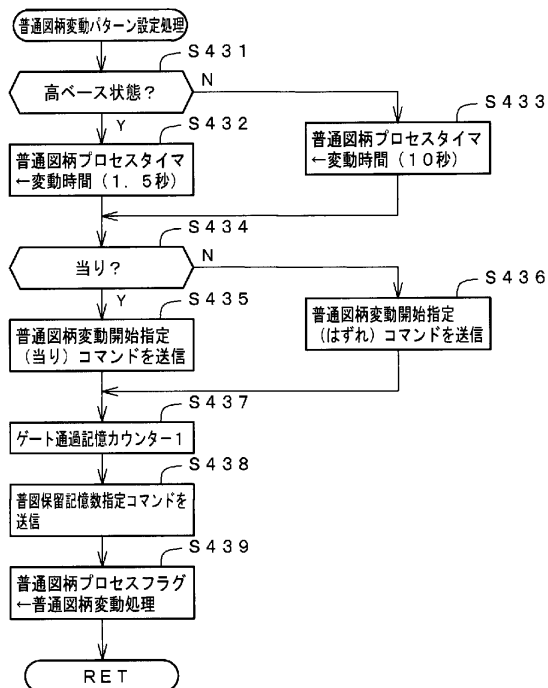 普通図柄変動パターン設定処理
S431
高ベース状態?
N
Y
S432
普通図柄プロセスタイマ
←変動時間(1.5秒)
S433
普通図柄プロセスタイマ
←変動時間(10秒)
S434
当り?
N
Y
S435
普通図柄変動開始指定
(当り)コマンドを送信
S436
普通図柄変動開始指定
(はずれ)コマンドを送信
S437
ゲート通過記憶カウンタ-1
S438
普図保留記憶数指定コマンドを
送信
S439
普通図柄プロセスフラグ
←普通図柄変動処理
RET